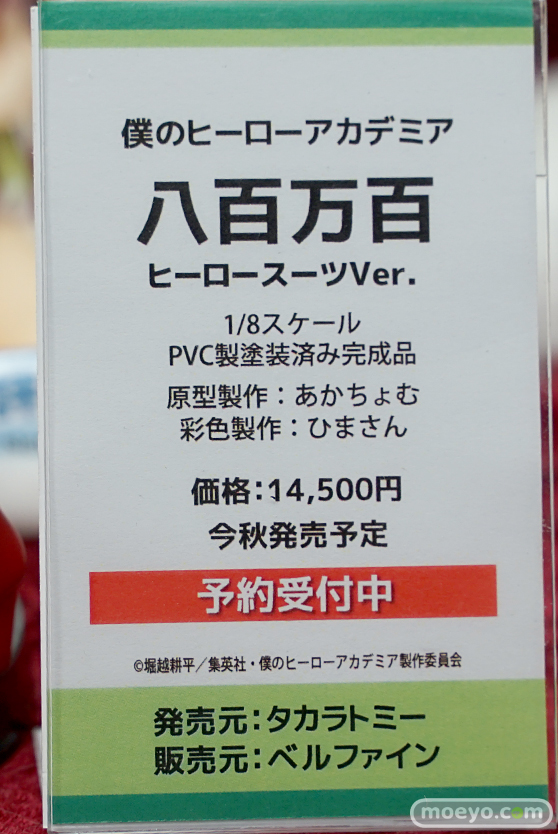 僕のヒーローアカデミア
八百万百
ヒーロースーツVer.
1/8スケール
PVC製塗装済み完成品
原型製作：あかちょむ
彩色製作：ひまさん
価格：14,500円
今秋発売予定
予約受付中
©堀越耕平／集英社・僕のヒーローアカデミア製作委員会
発売元：タカラトミー
販売元：ベルファイン
moeyo.com